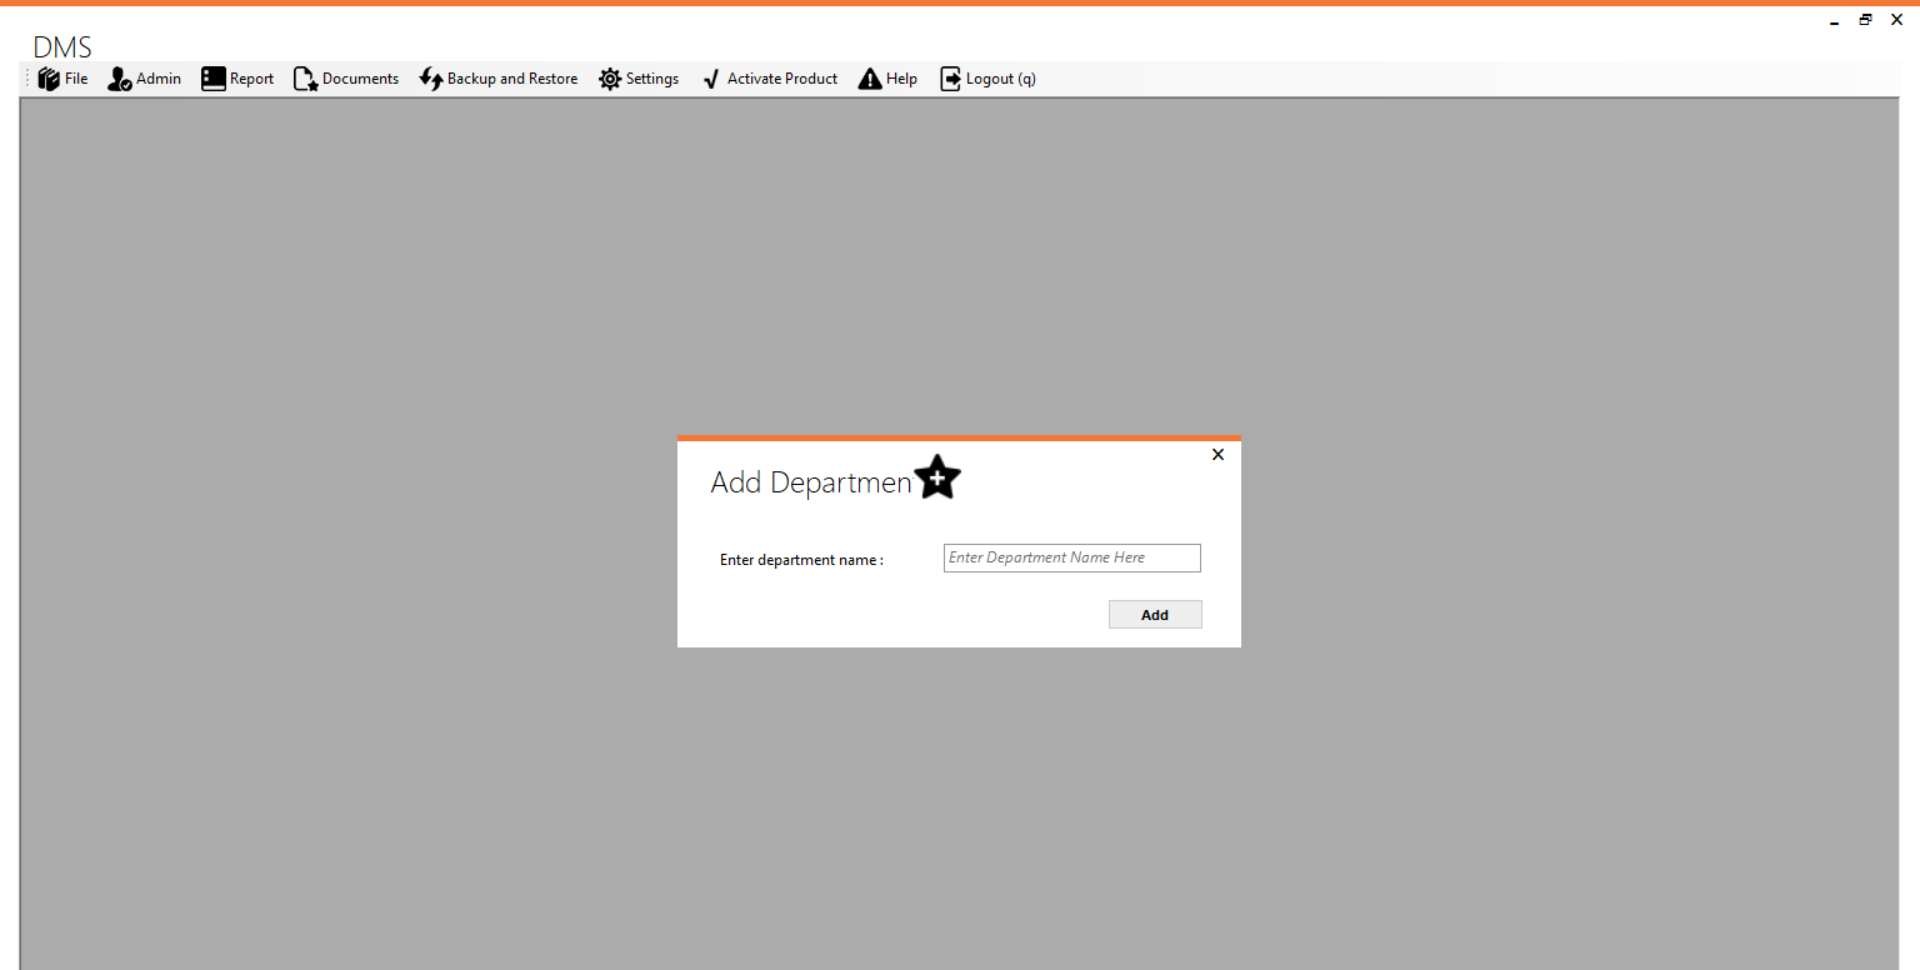 DMS
File Admin Report Documents Backup and Restore Settings Activate Product Help Logout (q)
Add Departmen
Enter department name :
Enter Department Name Here
Add